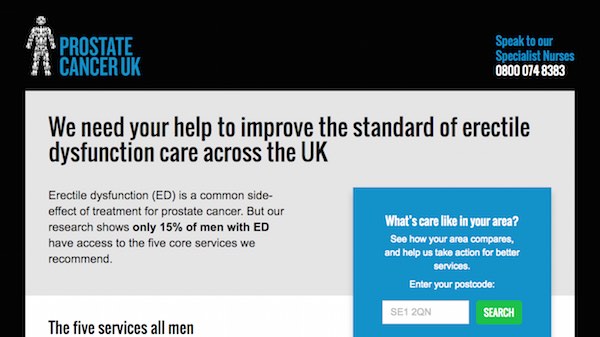 PROSTATE
CANCER UK
Speak to our
Specialist Nurses
0800 074 8383
We need your help to improve the standard of erectile
dysfunction care across the UK
Erectile dysfunction (ED) is a common side-
effect of treatment for prostate cancer. But our
research shows only 15% of men with ED
have access to the five core services we
recommend.
What's care like in your area?
See how your area compares,
and help us take action for better
services.
Enter your postcode:
SE1 2QN
SEARCH
The five services all men